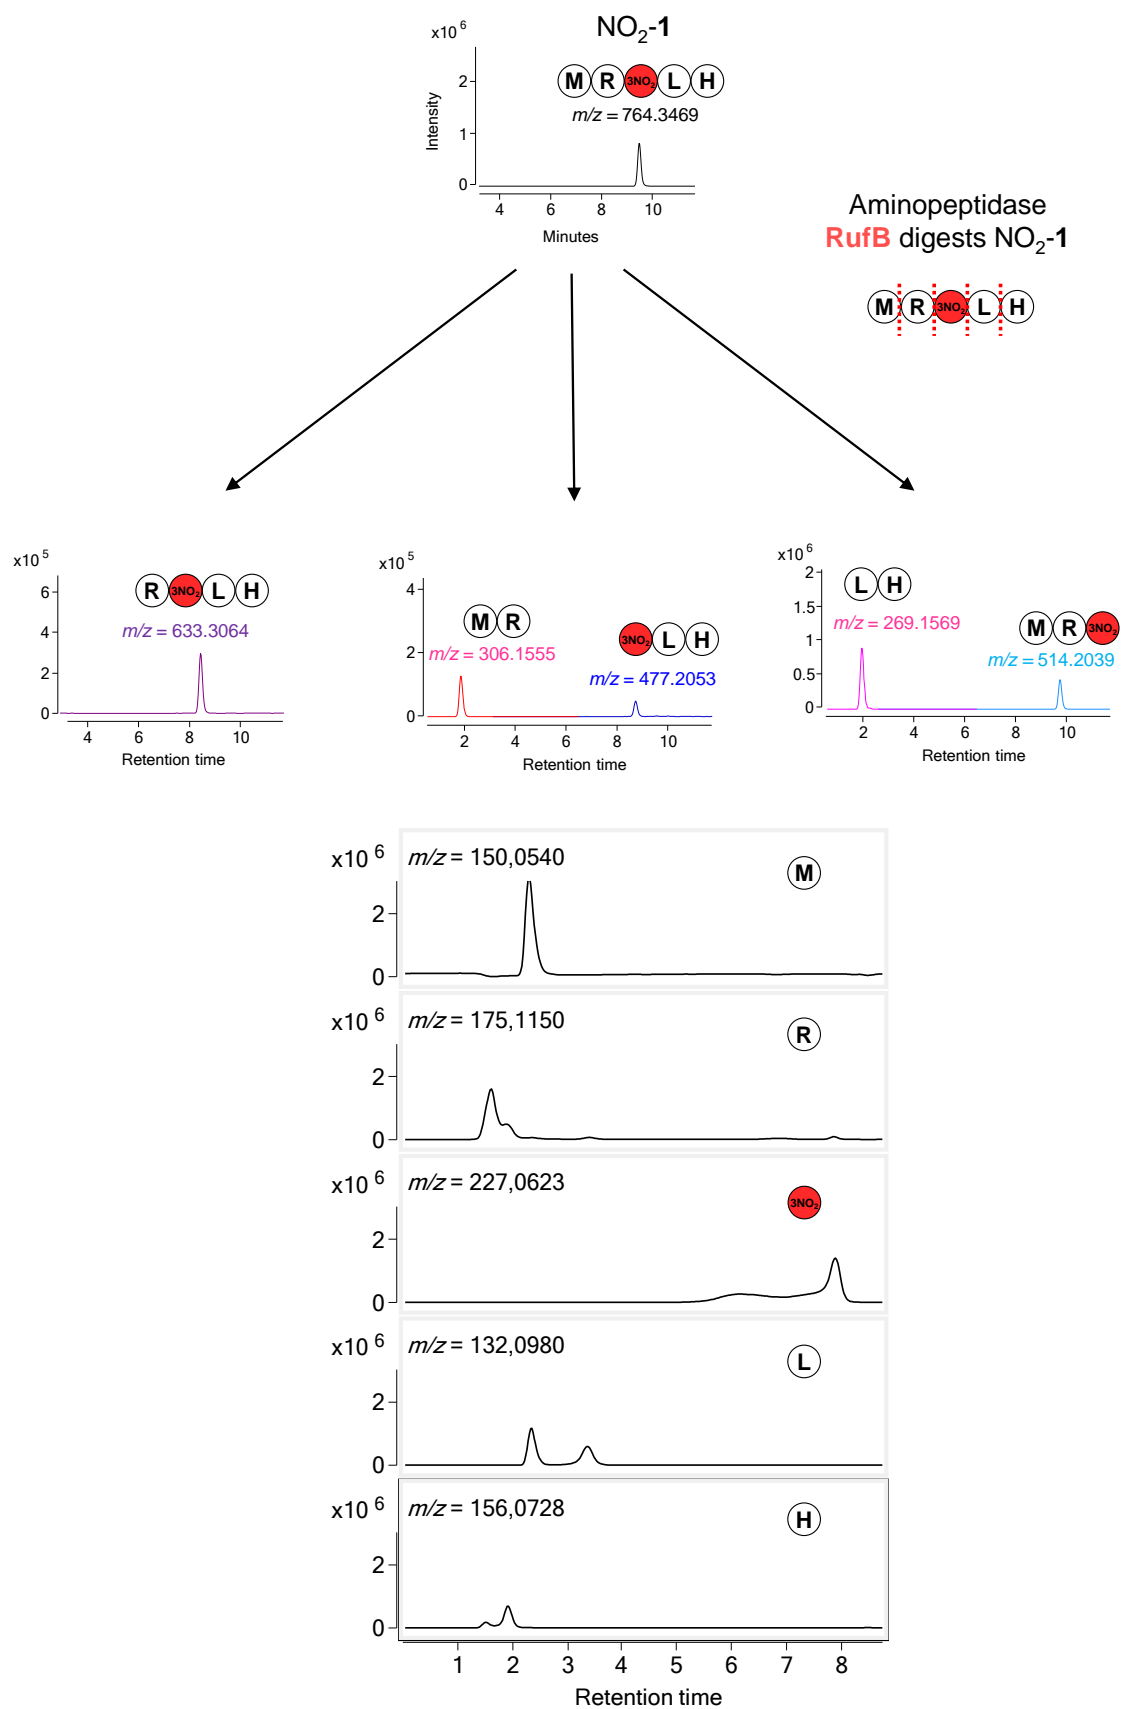 NO2-1
x10 6
M R 3NO2 L H
m/z = 764.3469
Intensity
2
1
0
4 6 8 10
Minutes
Aminopeptidase
RufB digests NO2-1
M R 3NO2 L H
x10 5
R 3NO2 L H
m/z = 633.3064
6
4
2
0
4 6 8 10
Retention time
x10 5
M R
m/z = 306.1555
3NO2 L H
m/z = 477.2053
4
2
0
2 4 6 8 10
Retention time
x10 6
L H
m/z = 269.1569
M R 3NO2
m/z = 514.2039
2
1.5
1
0.5
0
2 4 6 8 10
Retention time
x10 6 m/z = 150,0540 M
2
0
x10 6 m/z = 175,1150 R
2
0
x10 6 m/z = 227,0623 3NO2
2
0
x10 6 m/z = 132,0980 L
2
0
x10 6 m/z = 156,0728 H
2
0
1 2 3 4 5 6 7 8
Retention time